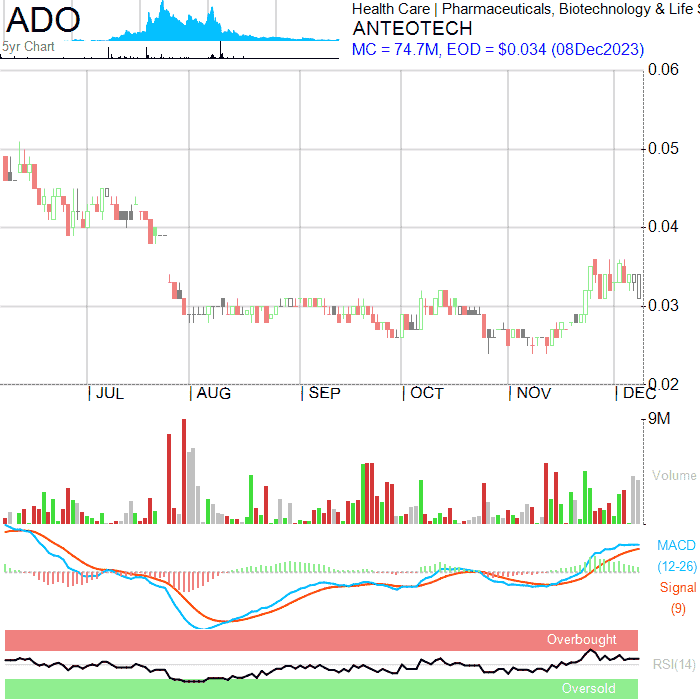 ADO
5yr Chart
Health Care | Pharmaceuticals, Biotechnology & Life
ANTEOTECH
MC = 74.7M, EOD = $0.034 (08Dec2023)
0.06
0.05
0.04
0.03
0.02
| JUL | AUG | SEP | OCT | NOV | DEC
9M
Volume
MACD
(12-26)
Signal
(9)
Overbought
RSI(14)
Oversold